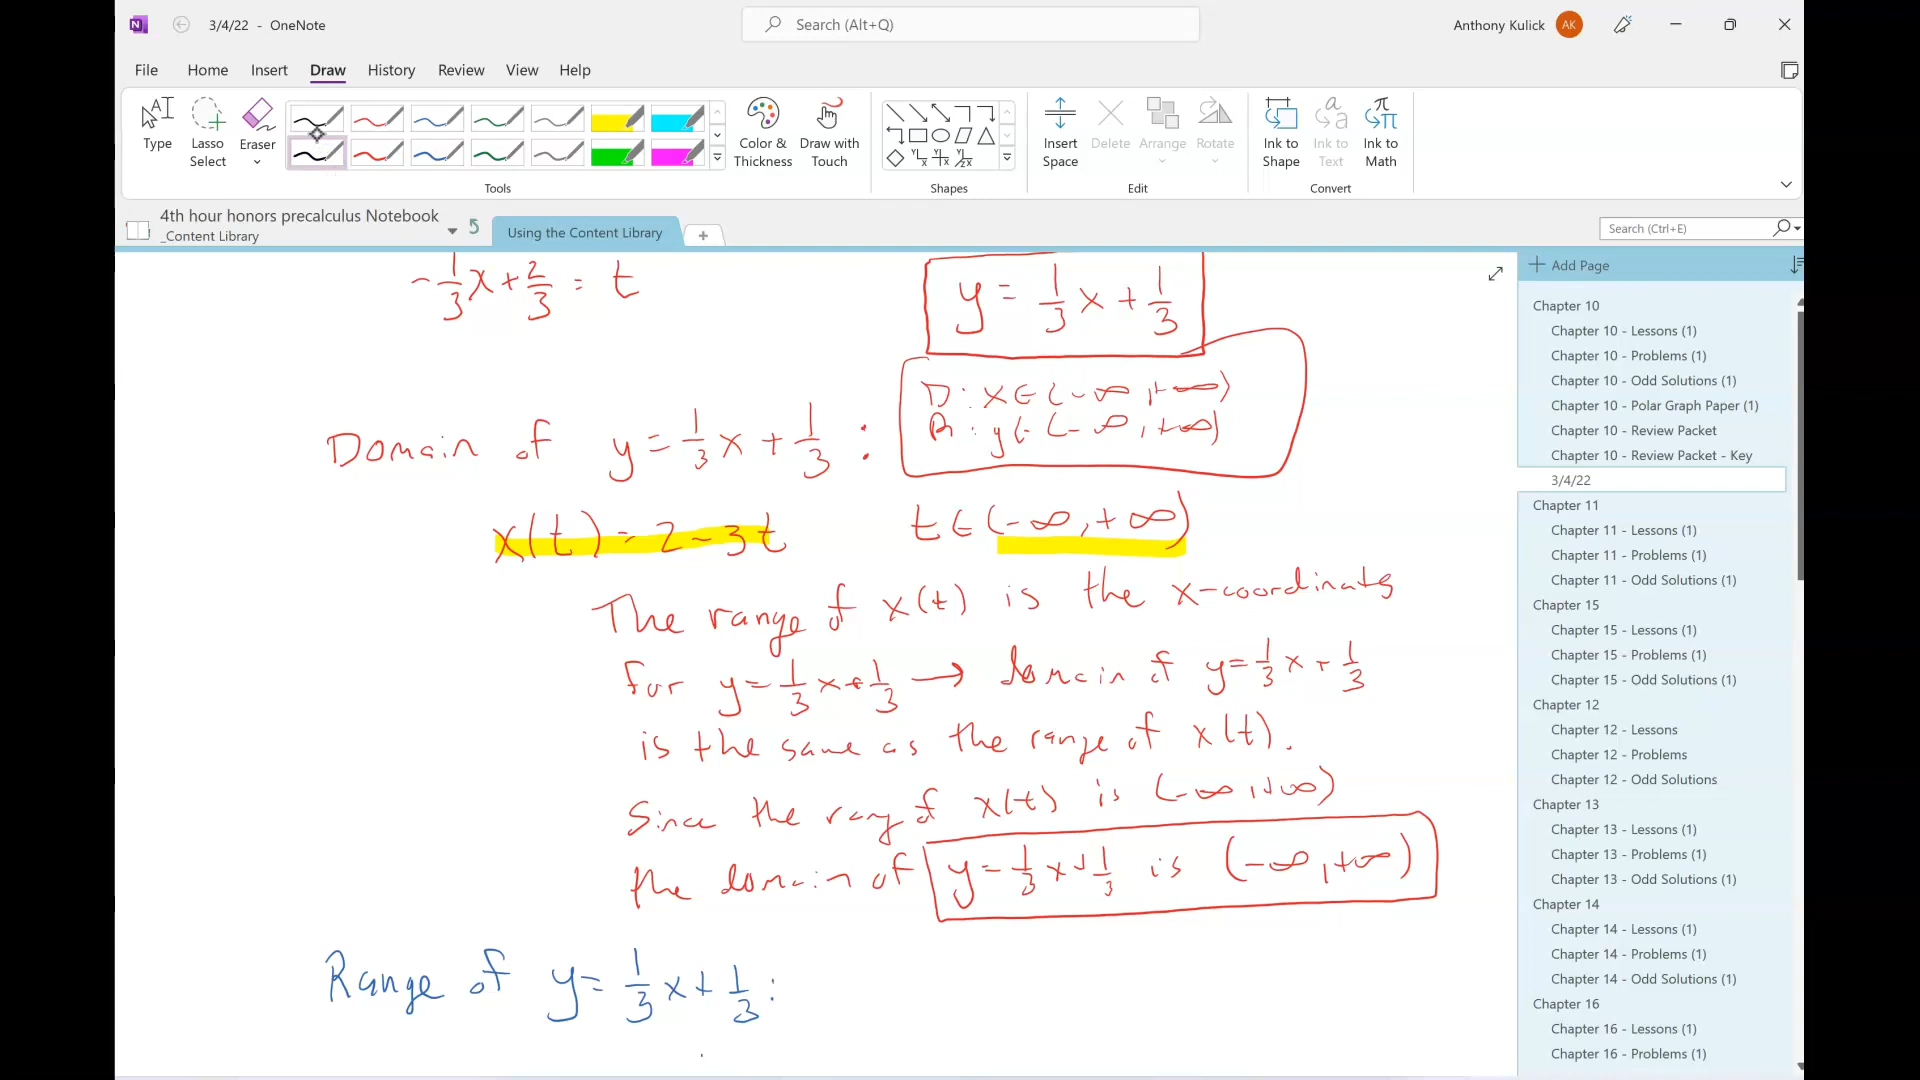 3/4/22 - OneNote
Search (Alt+Q)
Anthony Kulick
AK
File Home Insert Draw History Review View Help
Type
Lasso Select
Eraser
Color & Thickness
Draw with Touch
Insert Space
Delete
Arrange
Rotate
Ink to Shape
Ink to Text
Ink to Math
Tools
Shapes
Edit
Convert
4th hour honors precalculus Notebook
_Content Library
Using the Content Library
Search (Ctrl+E)
-1/3 x + 2/3 = t
y = 1/3 x + 1/3
D: x ∈ (-∞, +∞)
R: y ∈ (-∞, +∞)
Domain of y = 1/3 x + 1/3 :
x(t) = 2 - 3t t ∈ (-∞, +∞)
The range of x(t) is the x-coordinates
for y = 1/3 x + 1/3 → domain of y = 1/3 x + 1/3
is the same as the range of x(t).
Since the range of x(t) is (-∞, +∞)
the domain of y = 1/3 x + 1/3 is (-∞, +∞)
Range of y = 1/3 x + 1/3 :
Add Page
Chapter 10
Chapter 10 - Lessons (1)
Chapter 10 - Problems (1)
Chapter 10 - Odd Solutions (1)
Chapter 10 - Polar Graph Paper (1)
Chapter 10 - Review Packet
Chapter 10 - Review Packet - Key
3/4/22
Chapter 11
Chapter 11 - Lessons (1)
Chapter 11 - Problems (1)
Chapter 11 - Odd Solutions (1)
Chapter 15
Chapter 15 - Lessons (1)
Chapter 15 - Problems (1)
Chapter 15 - Odd Solutions (1)
Chapter 12
Chapter 12 - Lessons
Chapter 12 - Problems
Chapter 12 - Odd Solutions
Chapter 13
Chapter 13 - Lessons (1)
Chapter 13 - Problems (1)
Chapter 13 - Odd Solutions (1)
Chapter 14
Chapter 14 - Lessons (1)
Chapter 14 - Problems (1)
Chapter 14 - Odd Solutions (1)
Chapter 16
Chapter 16 - Lessons (1)
Chapter 16 - Problems (1)